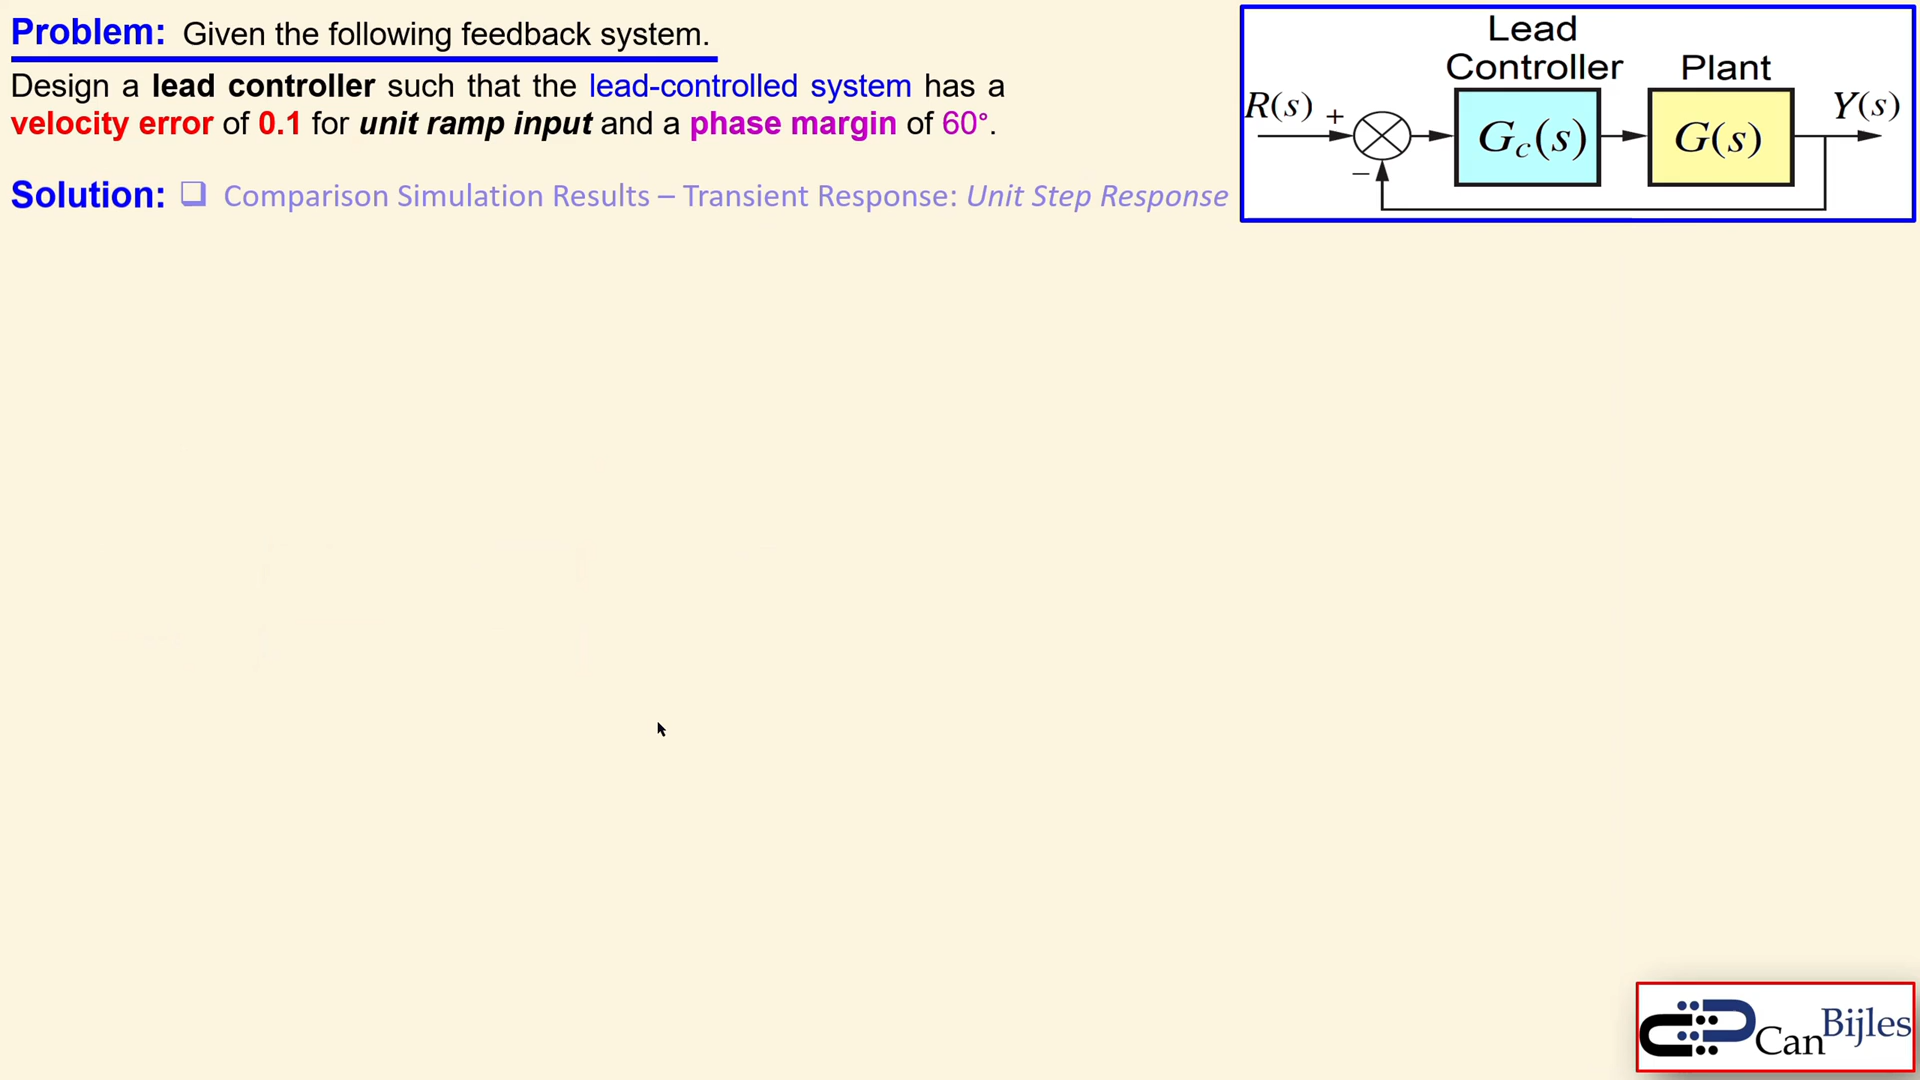 Problem: Given the following feedback system.
Design a lead controller such that the lead-controlled system has a
velocity error of 0.1 for unit ramp input and a phase margin of 60°.
Solution: ❑ Comparison Simulation Results – Transient Response: Unit Step Response
Lead
Controller
Plant
R(s)
+
Gc(s)
G(s)
Y(s)
−
Can Bijles